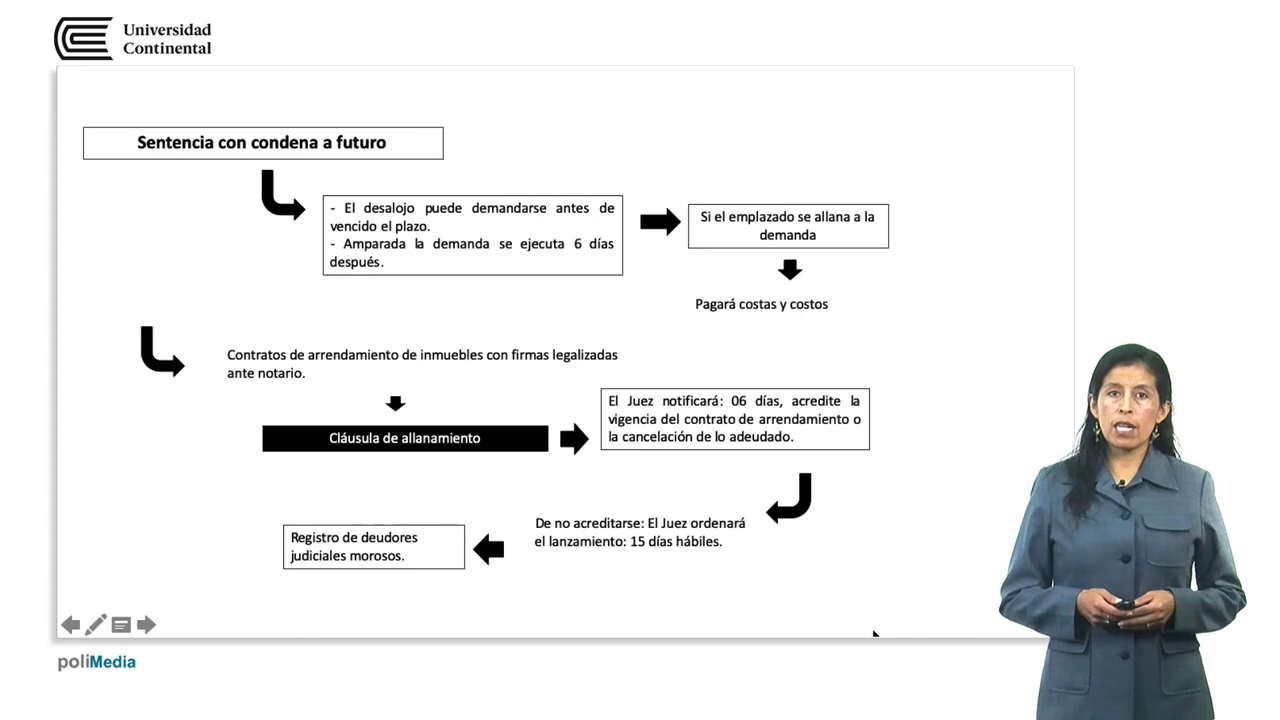 Universidad
Continental
Sentencia con condena a futuro
- El desalojo puede demandarse antes de
vencido el plazo.
- Amparada la demanda se ejecuta 6 días
después.
Si el emplazado se allana a la
demanda
Pagará costas y costos
Contratos de arrendamiento de inmuebles con firmas legalizadas
ante notario.
Cláusula de allanamiento
El Juez notificará: 06 días, acredite la
vigencia del contrato de arrendamiento o
la cancelación de lo adeudado.
De no acreditarse: El Juez ordenará
el lanzamiento: 15 días hábiles.
Registro de deudores
judiciales morosos.
poliMedia